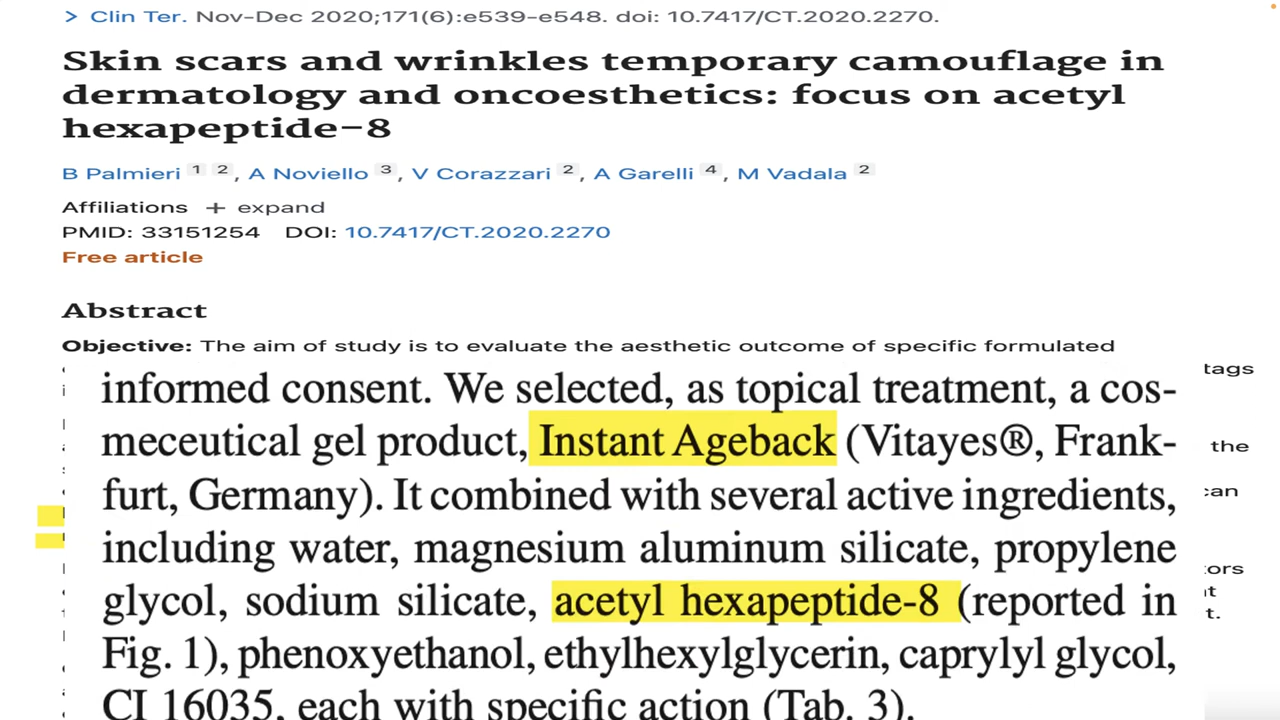 > Clin Ter. Nov-Dec 2020;171(6):e539-e548. doi: 10.7417/CT.2020.2270.
Skin scars and wrinkles temporary camouflage in
dermatology and oncoesthetics: focus on acetyl
hexapeptide-8
B Palmieri 1 2, A Noviello 3, V Corazzari 2, A Garelli 4, M Vadala 2
Affiliations + expand
PMID: 33151254 DOI: 10.7417/CT.2020.2270
Free article
Abstract
Objective: The aim of study is to evaluate the aesthetic outcome of specific formulated
tags
informed consent. We selected, as topical treatment, a cos-
meceutical gel product, Instant Ageback (Vitayes®, Frank-
the
furt, Germany). It combined with several active ingredients,
including water, magnesium aluminum silicate, propylene
glycol, sodium silicate, acetyl hexapeptide-8 (reported in
Fig. 1), phenoxyethanol, ethylhexylglycerin, caprylyl glycol,
CI 16035, each with specific action (Tab. 3).